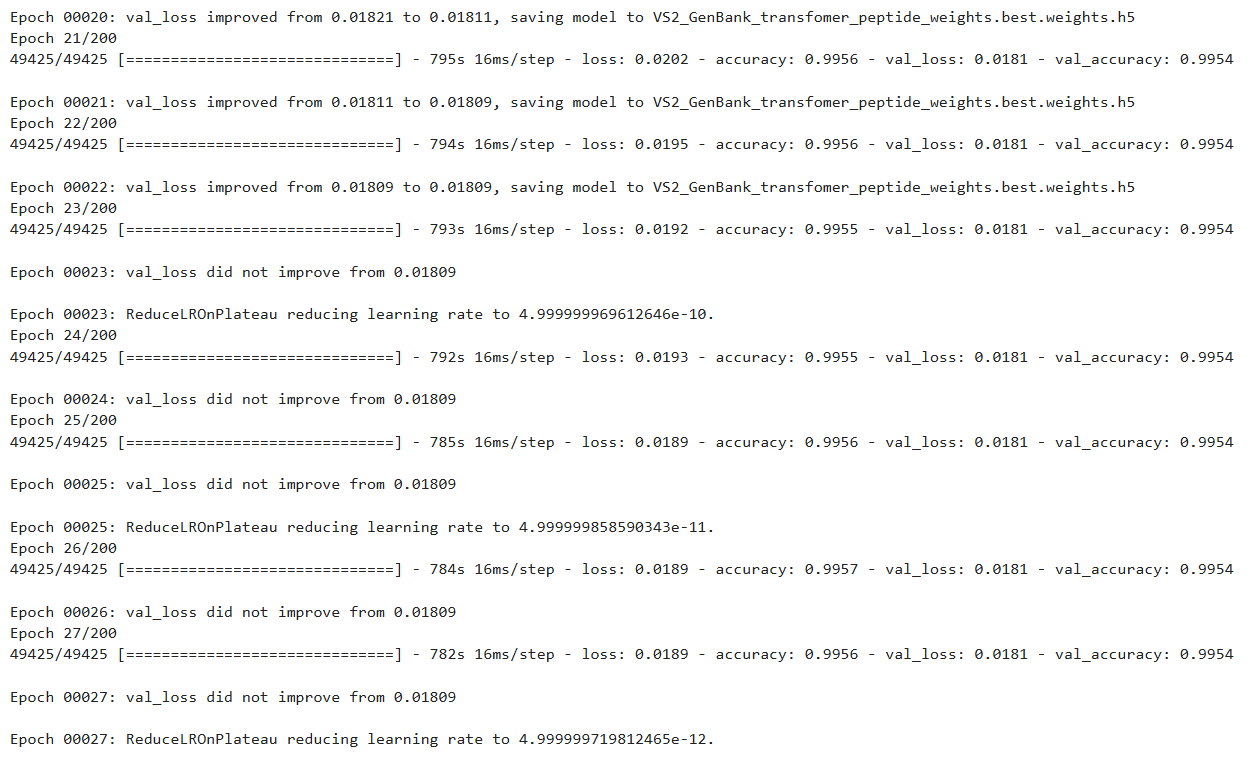 Epoch 00020: val_loss improved from 0.01821 to 0.01811, saving model to VS2_GenBank_transfomer_peptide_weights.best.weights.h5
Epoch 21/200
49425/49425 [==============================] - 795s 16ms/step - loss: 0.0202 - accuracy: 0.9956 - val_loss: 0.0181 - val_accuracy: 0.9954
Epoch 00021: val_loss improved from 0.01811 to 0.01809, saving model to VS2_GenBank_transfomer_peptide_weights.best.weights.h5
Epoch 22/200
49425/49425 [==============================] - 794s 16ms/step - loss: 0.0195 - accuracy: 0.9956 - val_loss: 0.0181 - val_accuracy: 0.9954
Epoch 00022: val_loss improved from 0.01809 to 0.01809, saving model to VS2_GenBank_transfomer_peptide_weights.best.weights.h5
Epoch 23/200
49425/49425 [==============================] - 793s 16ms/step - loss: 0.0192 - accuracy: 0.9955 - val_loss: 0.0181 - val_accuracy: 0.9954
Epoch 00023: val_loss did not improve from 0.01809
Epoch 00023: ReduceLROnPlateau reducing learning rate to 4.999999969612646e-10.
Epoch 24/200
49425/49425 [==============================] - 792s 16ms/step - loss: 0.0193 - accuracy: 0.9955 - val_loss: 0.0181 - val_accuracy: 0.9954
Epoch 00024: val_loss did not improve from 0.01809
Epoch 25/200
49425/49425 [==============================] - 785s 16ms/step - loss: 0.0189 - accuracy: 0.9956 - val_loss: 0.0181 - val_accuracy: 0.9954
Epoch 00025: val_loss did not improve from 0.01809
Epoch 00025: ReduceLROnPlateau reducing learning rate to 4.999999858590343e-11.
Epoch 26/200
49425/49425 [==============================] - 784s 16ms/step - loss: 0.0189 - accuracy: 0.9957 - val_loss: 0.0181 - val_accuracy: 0.9954
Epoch 00026: val_loss did not improve from 0.01809
Epoch 27/200
49425/49425 [==============================] - 782s 16ms/step - loss: 0.0189 - accuracy: 0.9956 - val_loss: 0.0181 - val_accuracy: 0.9954
Epoch 00027: val_loss did not improve from 0.01809
Epoch 00027: ReduceLROnPlateau reducing learning rate to 4.999999719812465e-12.